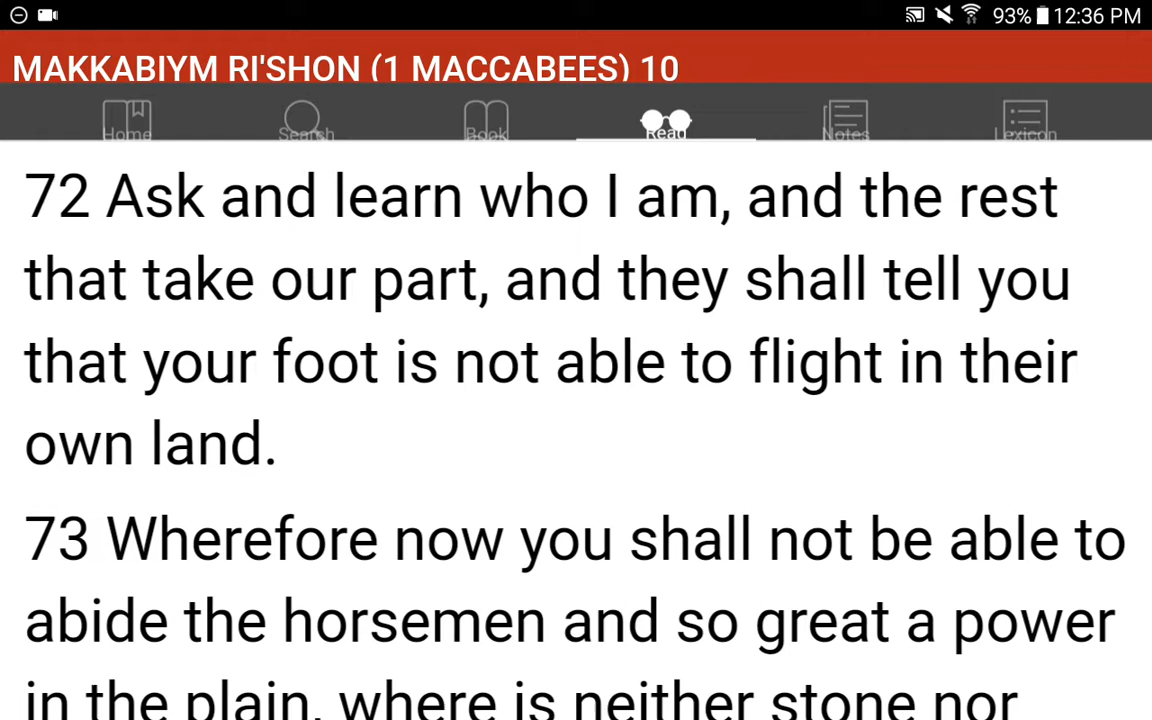 93% 12:36 PM
MAKKABIYM RI'SHON (1 MACCABEES) 10
Home Search Book Read Notes Lexicon
72 Ask and learn who I am, and the rest
that take our part, and they shall tell you
that your foot is not able to flight in their
own land.
73 Wherefore now you shall not be able to
abide the horsemen and so great a power
in the plain, where is neither stone nor